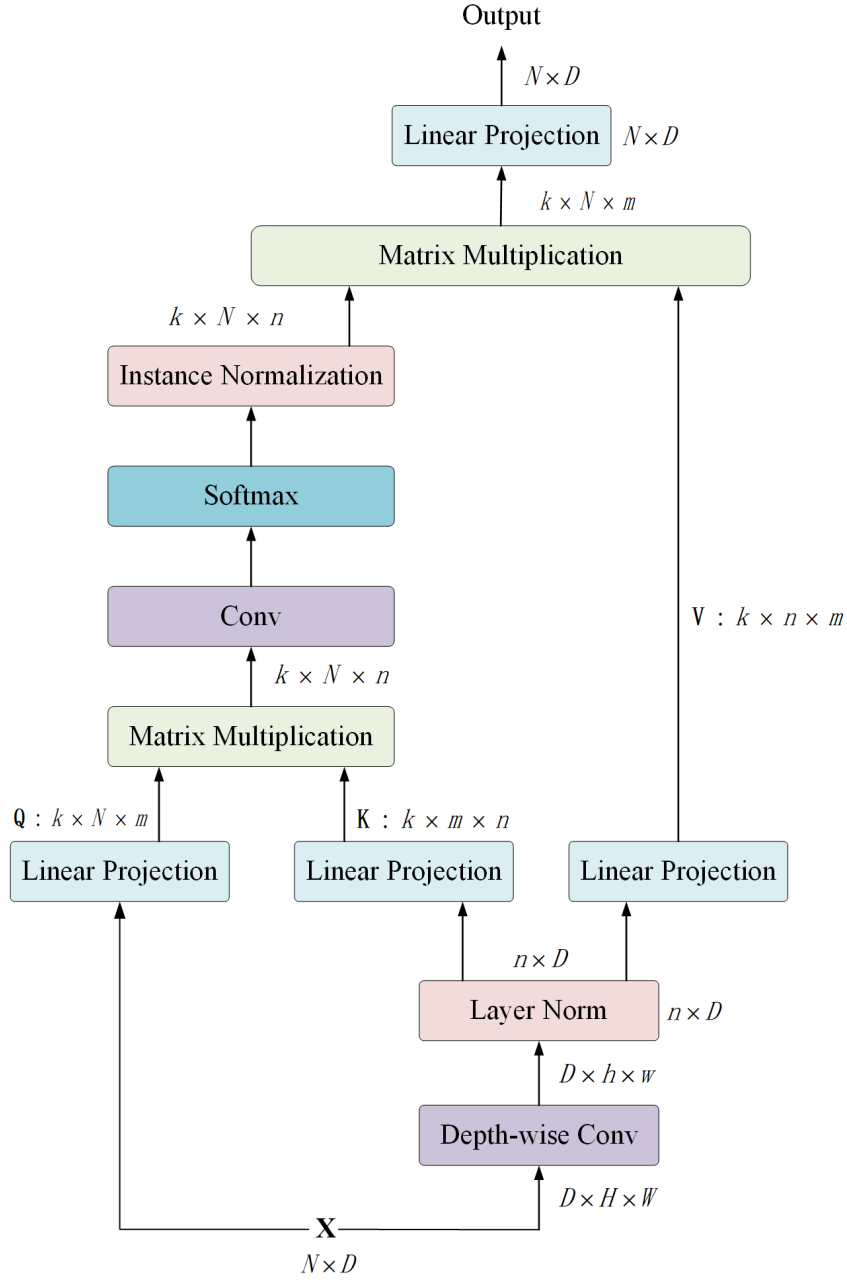 Output
N×D
Linear Projection
N×D
k × N × m
Matrix Multiplication
k × N × n
Instance Normalization
Softmax
Conv
V : k × n × m
k × N × n
Matrix Multiplication
Q : k × N × m
K : k × m × n
Linear Projection
Linear Projection
Linear Projection
n×D
Layer Norm
n×D
D×h×w
Depth-wise Conv
D×H×W
X
N×D